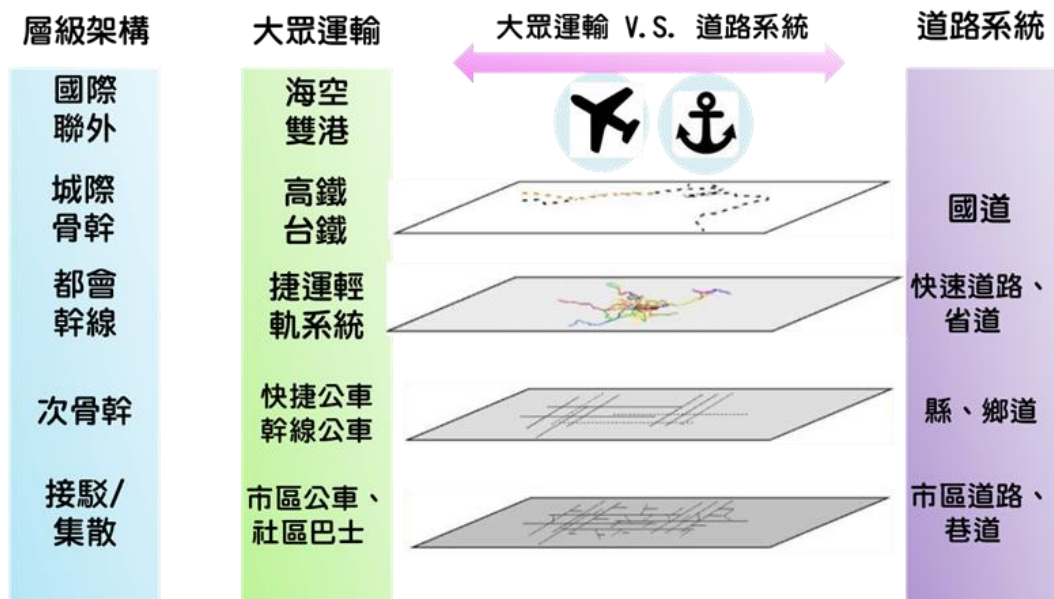 層級架構
大眾運輸
大眾運輸 V.S. 道路系統
道路系統
國際
聯外
海空
雙港
城際
骨幹
高鐵
台鐵
國道
都會
幹線
捷運輕
軌系統
快速道路、
省道
次骨幹
快捷公車
幹線公車
縣、鄉道
接駁/
集散
市區公車、
社區巴士
市區道路、
巷道